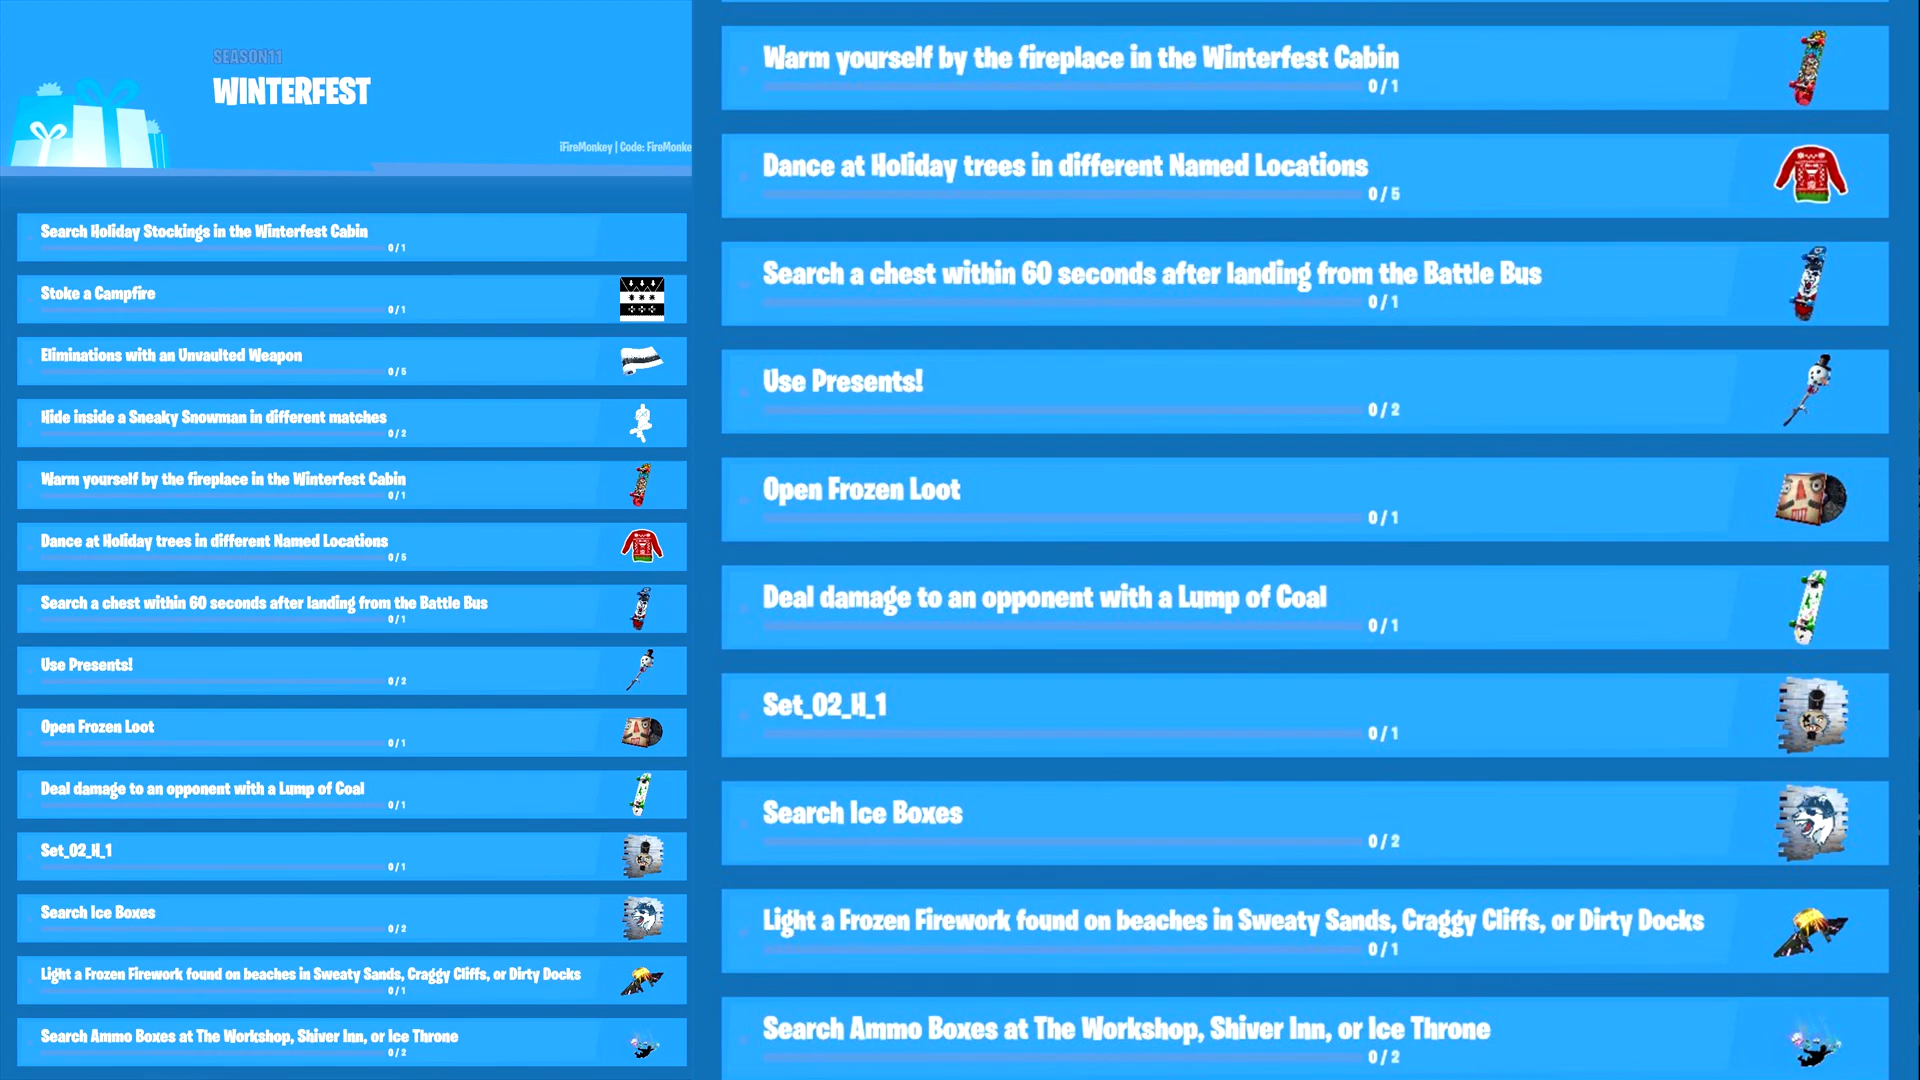 SEASON11
WINTERFEST
iFireMonkey | Code: FireMonke
Search Holiday Stockings in the Winterfest Cabin
0 / 1
Stoke a Campfire
0 / 1
Eliminations with an Unvaulted Weapon
0 / 5
Hide inside a Sneaky Snowman in different matches
0 / 2
Warm yourself by the fireplace in the Winterfest Cabin
0 / 1
Dance at Holiday trees in different Named Locations
0 / 5
Search a chest within 60 seconds after landing from the Battle Bus
0 / 1
Use Presents!
0 / 2
Open Frozen Loot
0 / 1
Deal damage to an opponent with a Lump of Coal
0 / 1
Set_02_H_1
0 / 1
Search Ice Boxes
0 / 2
Light a Frozen Firework found on beaches in Sweaty Sands, Craggy Cliffs, or Dirty Docks
0 / 1
Search Ammo Boxes at The Workshop, Shiver Inn, or Ice Throne
0 / 2
Warm yourself by the fireplace in the Winterfest Cabin
0 / 1
Dance at Holiday trees in different Named Locations
0 / 5
Search a chest within 60 seconds after landing from the Battle Bus
0 / 1
Use Presents!
0 / 2
Open Frozen Loot
0 / 1
Deal damage to an opponent with a Lump of Coal
0 / 1
Set_02_H_1
0 / 1
Search Ice Boxes
0 / 2
Light a Frozen Firework found on beaches in Sweaty Sands, Craggy Cliffs, or Dirty Docks
0 / 1
Search Ammo Boxes at The Workshop, Shiver Inn, or Ice Throne
0 / 2